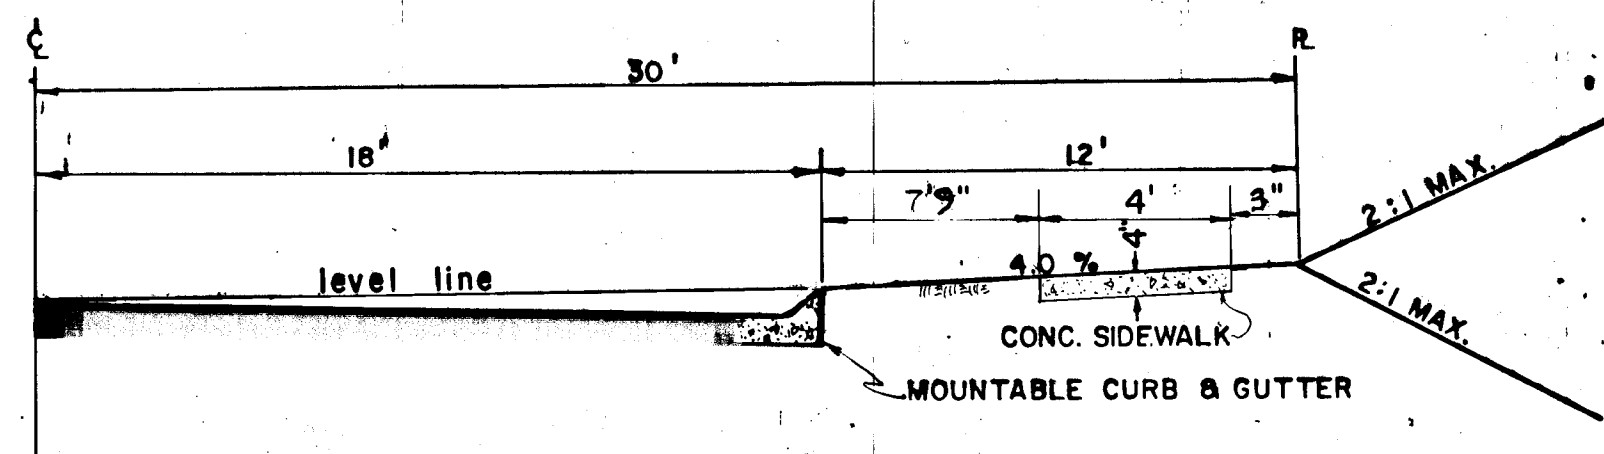 ℄ ⅊
30'
18" 12'
7'9" 4' 3"
4"
4.0 %
level line
2:1 MAX.
2:1 MAX.
CONC. SIDEWALK
MOUNTABLE CURB & GUTTER